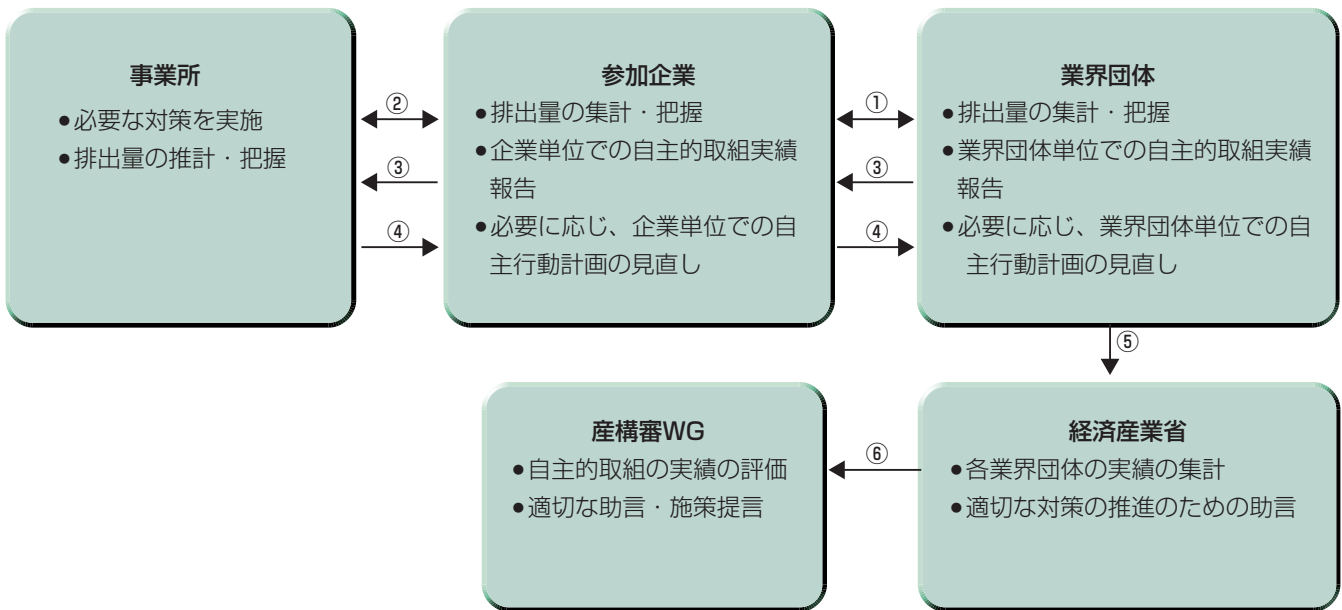 事業所
●必要な対策を実施
●排出量の推計・把握
②
③
④
参加企業
●排出量の集計・把握
●企業単位での自主的取組実績
報告
●必要に応じ、企業単位での自
主行動計画の見直し
①
③
④
業界団体
●排出量の集計・把握
●業界団体単位での自主的取組実績
報告
●必要に応じ、業界団体単位での自
主行動計画の見直し
⑤
産構審WG
●自主的取組の実績の評価
●適切な助言・施策提言
⑥
経済産業省
●各業界団体の実績の集計
●適切な対策の推進のための助言